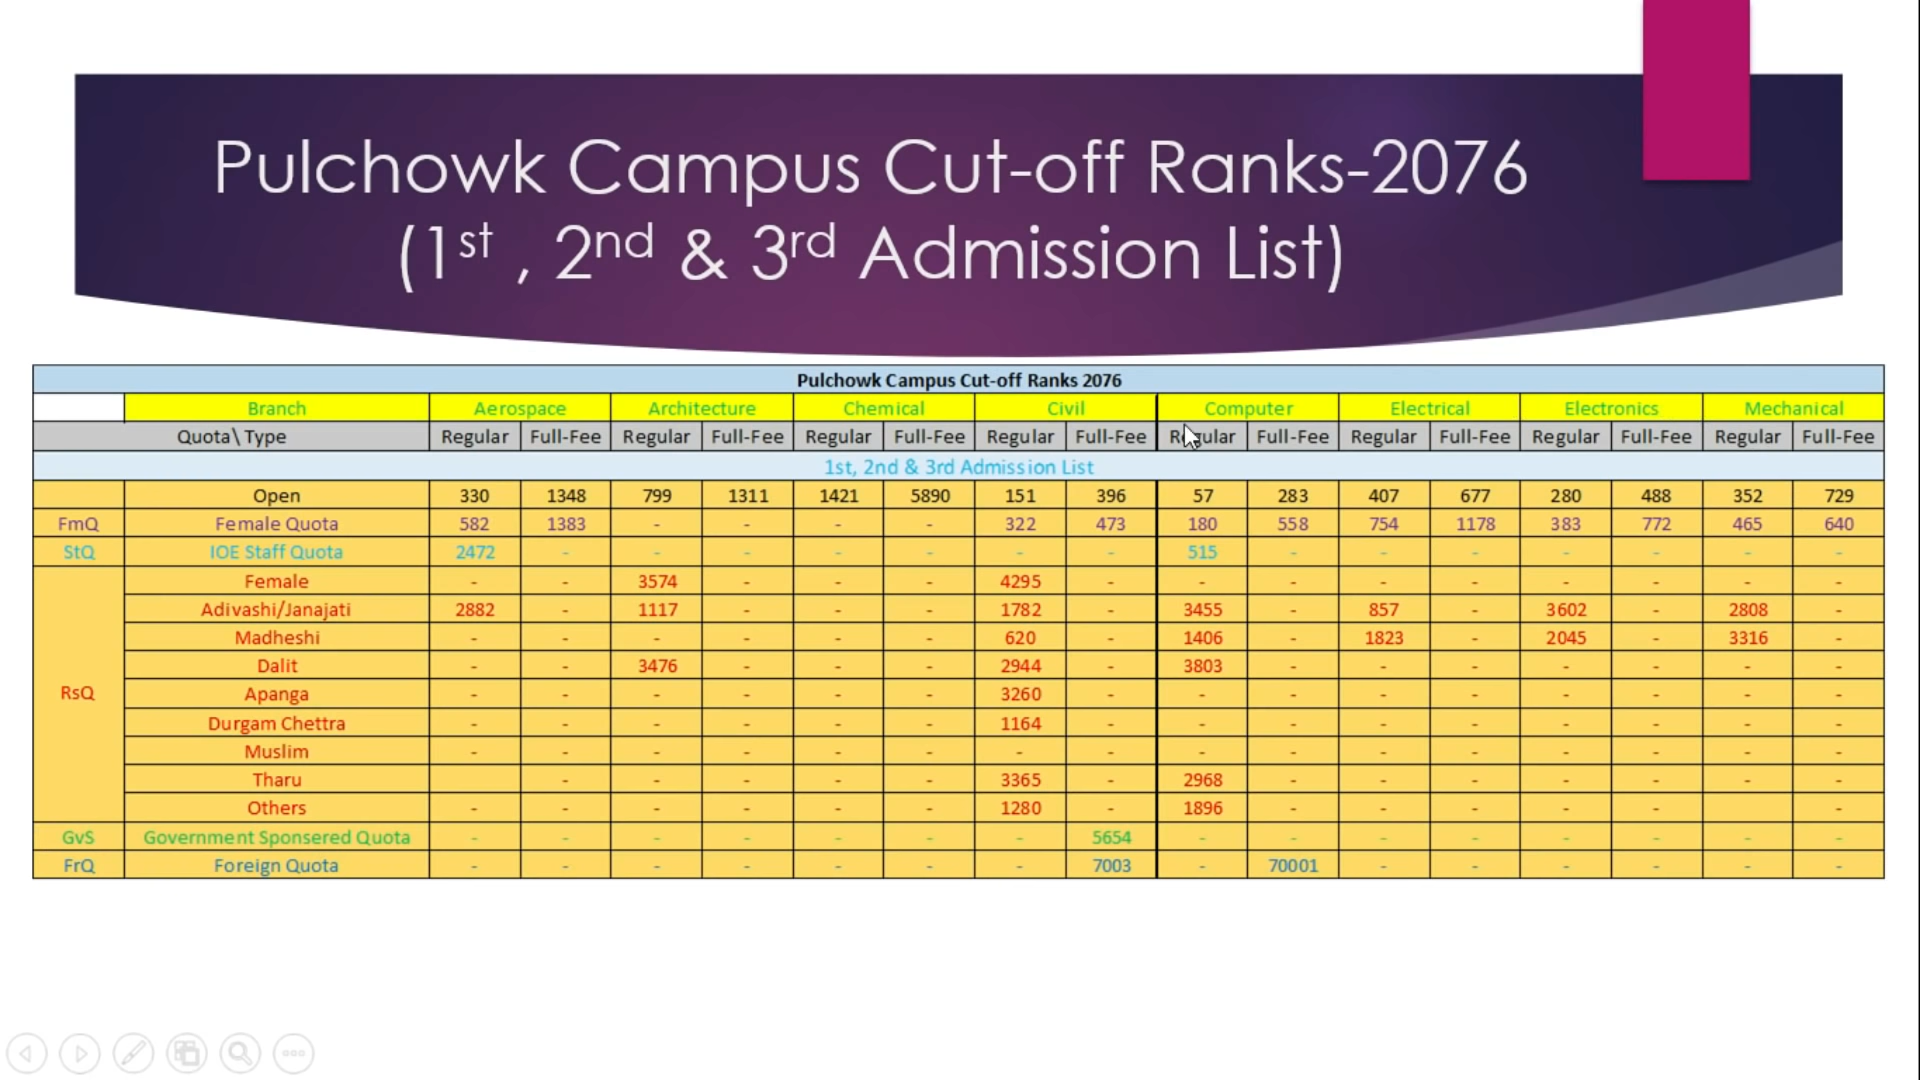 Pulchowk Campus Cut-off Ranks-2076
(1st , 2nd & 3rd Admission List)
Pulchowk Campus Cut-off Ranks 2076
Branch Aerospace Architecture Chemical Civil Computer Electrical Electronics Mechanical
Quota\Type Regular Full-Fee Regular Full-Fee Regular Full-Fee Regular Full-Fee Regular Full-Fee Regular Full-Fee Regular Full-Fee Regular Full-Fee
1st, 2nd & 3rd Admission List
Open 330 1348 799 1311 1421 5890 151 396 57 283 407 677 280 488 352 729
FmQ Female Quota 582 1383 - - - - 322 473 180 558 754 1178 383 772 465 640
StQ IOE Staff Quota 2472 - - - - - - - 515 - - - - - - -
Female - - 3574 - - - 4295 - - - - - - - - -
Adivashi/Janajati 2882 - 1117 - - - 1782 - 3455 - 857 - 3602 - 2808 -
Madheshi - - - - - - 620 - 1406 - 1823 - 2045 - 3316 -
Dalit - - 3476 - - - 2944 - 3803 - - - - - - -
RsQ Apanga - - - - - - 3260 - - - - - - - - -
Durgam Chettra - - - - - - 1164 - - - - - - - - -
Muslim - - - - - - - - - - - - - - - -
Tharu - - - - - 3365 - 2968 - - - - - - -
Others - - - - - - 1280 - 1896 - - - - - - -
GvS Government Sponsered Quota - - - - - - - 5654 - - - - - - - -
FrQ Foreign Quota - - - - - - - 7003 - 70001 - - - - - -